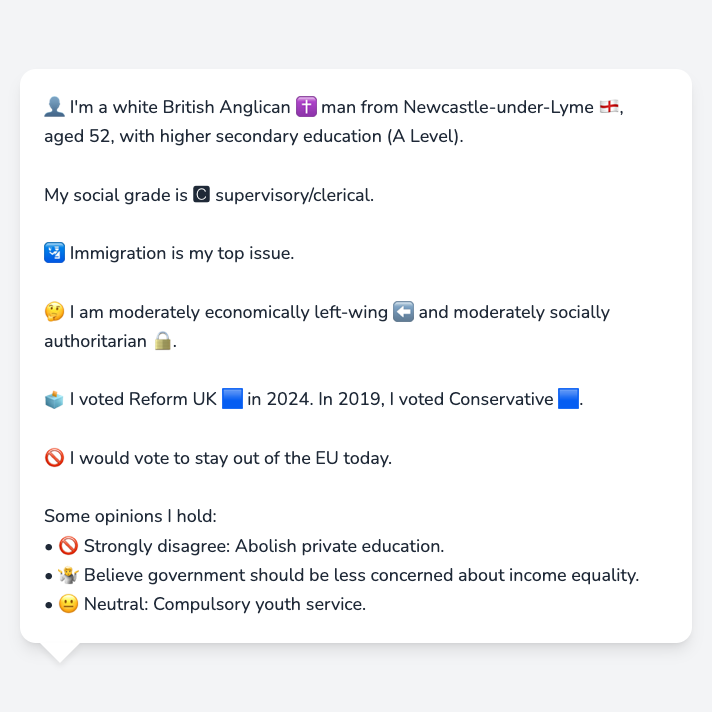 👤 I'm a white British Anglican ✝️ man from Newcastle-under-Lyme 🏴󠁧󠁢󠁥󠁮󠁧󠁿,
aged 52, with higher secondary education (A Level).
My social grade is 🅲 supervisory/clerical.
🛂 Immigration is my top issue.
🤔 I am moderately economically left-wing ⬅️ and moderately socially
authoritarian 🔒.
🗳️ I voted Reform UK 🟦 in 2024. In 2019, I voted Conservative 🟦.
🚫 I would vote to stay out of the EU today.
Some opinions I hold:
• 🚫 Strongly disagree: Abolish private education.
• 🤷 Believe government should be less concerned about income equality.
• 😐 Neutral: Compulsory youth service.